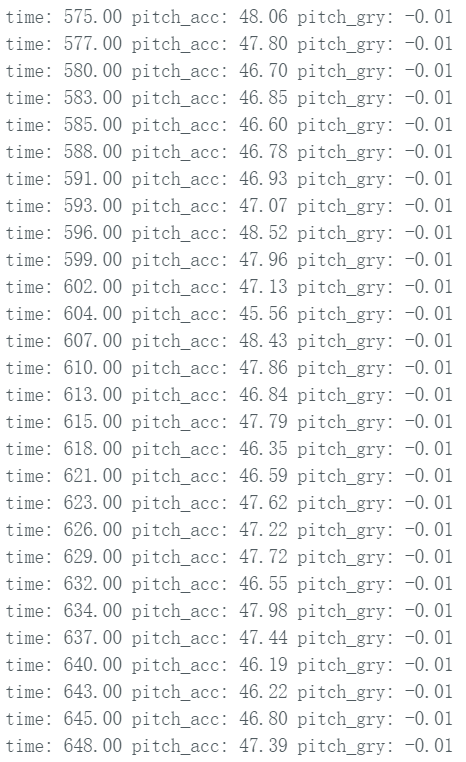 time: 575.00 pitch_acc: 48.06 pitch_gry: -0.01
time: 577.00 pitch_acc: 47.80 pitch_gry: -0.01
time: 580.00 pitch_acc: 46.70 pitch_gry: -0.01
time: 583.00 pitch_acc: 46.85 pitch_gry: -0.01
time: 585.00 pitch_acc: 46.60 pitch_gry: -0.01
time: 588.00 pitch_acc: 46.78 pitch_gry: -0.01
time: 591.00 pitch_acc: 46.93 pitch_gry: -0.01
time: 593.00 pitch_acc: 47.07 pitch_gry: -0.01
time: 596.00 pitch_acc: 48.52 pitch_gry: -0.01
time: 599.00 pitch_acc: 47.96 pitch_gry: -0.01
time: 602.00 pitch_acc: 47.13 pitch_gry: -0.01
time: 604.00 pitch_acc: 45.56 pitch_gry: -0.01
time: 607.00 pitch_acc: 48.43 pitch_gry: -0.01
time: 610.00 pitch_acc: 47.86 pitch_gry: -0.01
time: 613.00 pitch_acc: 46.84 pitch_gry: -0.01
time: 615.00 pitch_acc: 47.79 pitch_gry: -0.01
time: 618.00 pitch_acc: 46.35 pitch_gry: -0.01
time: 621.00 pitch_acc: 46.59 pitch_gry: -0.01
time: 623.00 pitch_acc: 47.62 pitch_gry: -0.01
time: 626.00 pitch_acc: 47.22 pitch_gry: -0.01
time: 629.00 pitch_acc: 47.72 pitch_gry: -0.01
time: 632.00 pitch_acc: 46.55 pitch_gry: -0.01
time: 634.00 pitch_acc: 47.98 pitch_gry: -0.01
time: 637.00 pitch_acc: 47.44 pitch_gry: -0.01
time: 640.00 pitch_acc: 46.19 pitch_gry: -0.01
time: 643.00 pitch_acc: 46.22 pitch_gry: -0.01
time: 645.00 pitch_acc: 46.80 pitch_gry: -0.01
time: 648.00 pitch_acc: 47.39 pitch_gry: -0.01